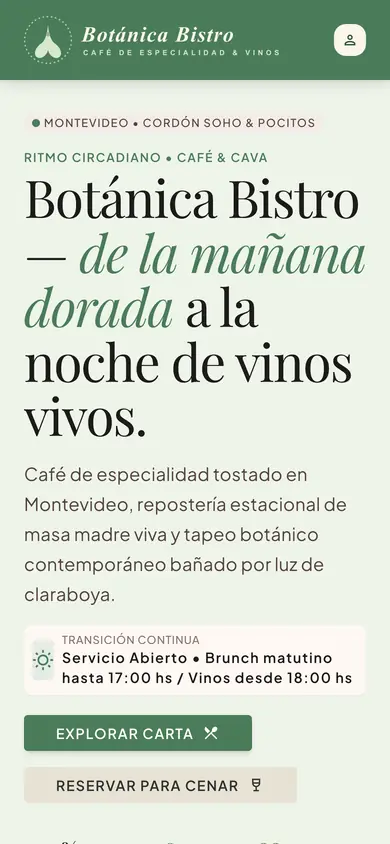 Botánica Bistro
CAFÉ DE ESPECIALIDAD & VINOS
MONTEVIDEO • CORDÓN SOHO & POCITOS
RITMO CIRCADIANO • CAFÉ & CAVA
Botánica Bistro
— de la mañana
dorada a la
noche de vinos
vivos.
Café de especialidad tostado en
Montevideo, repostería estacional de
masa madre viva y tapeo botánico
contemporáneo bañado por luz de
claraboya.
TRANSICIÓN CONTINUA
Servicio Abierto • Brunch matutino
hasta 17:00 hs / Vinos desde 18:00 hs
EXPLORAR CARTA
RESERVAR PARA CENAR